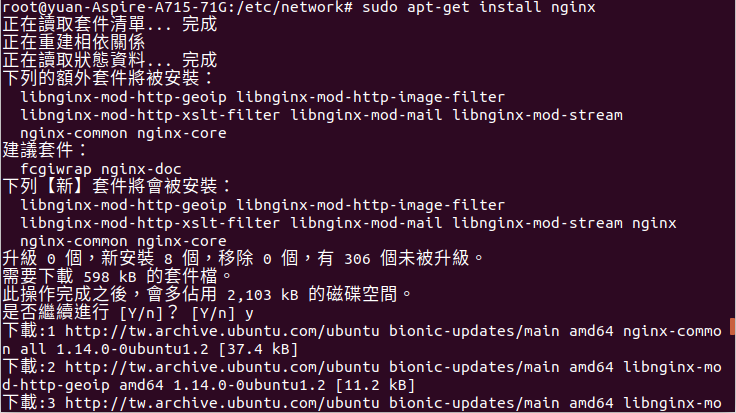 root@yuan-Aspire-A715-71G:/etc/network# sudo apt-get install nginx
正在讀取套件清單... 完成
正在重建相依關係
正在讀取狀態資料... 完成
下列的額外套件將被安裝：
  libnginx-mod-http-geoip libnginx-mod-http-image-filter
  libnginx-mod-http-xslt-filter libnginx-mod-mail libnginx-mod-stream
  nginx-common nginx-core
建議套件：
  fcgiwrap nginx-doc
下列【新】套件將會被安裝：
  libnginx-mod-http-geoip libnginx-mod-http-image-filter
  libnginx-mod-http-xslt-filter libnginx-mod-mail libnginx-mod-stream nginx
  nginx-common nginx-core
升級 0 個，新安裝 8 個，移除 0 個，有 306 個未被升級。
需要下載 598 kB 的套件檔。
此操作完成之後，會多佔用 2,103 kB 的磁碟空間。
是否繼續進行 [Y/n]？ [Y/n] y
下載:1 http://tw.archive.ubuntu.com/ubuntu bionic-updates/main amd64 nginx-commo
n all 1.14.0-0ubuntu1.2 [37.4 kB]
下載:2 http://tw.archive.ubuntu.com/ubuntu bionic-updates/main amd64 libnginx-mo
d-http-geoip amd64 1.14.0-0ubuntu1.2 [11.2 kB]
下載:3 http://tw.archive.ubuntu.com/ubuntu bionic-updates/main amd64 libnginx-mo